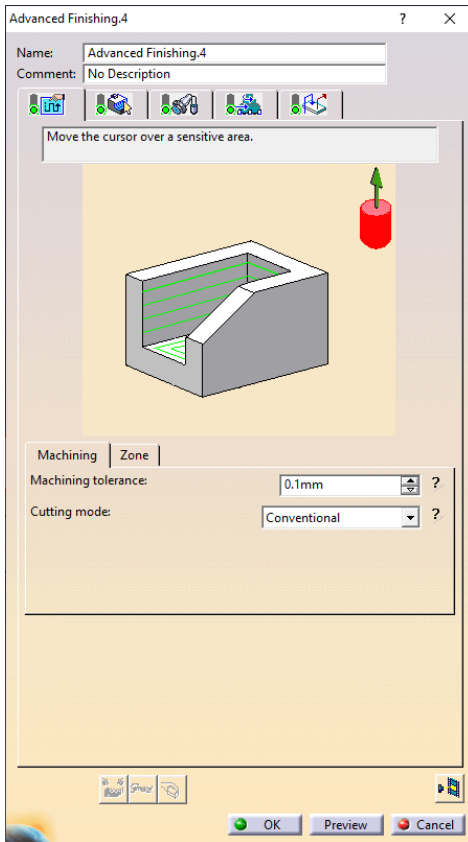 Advanced Finishing.4 ? ×
Name: Advanced Finishing.4
Comment: No Description
Move the cursor over a sensitive area.
Machining Zone
Machining tolerance: 0.1mm ?
Cutting mode: Conventional ?
OK Preview Cancel